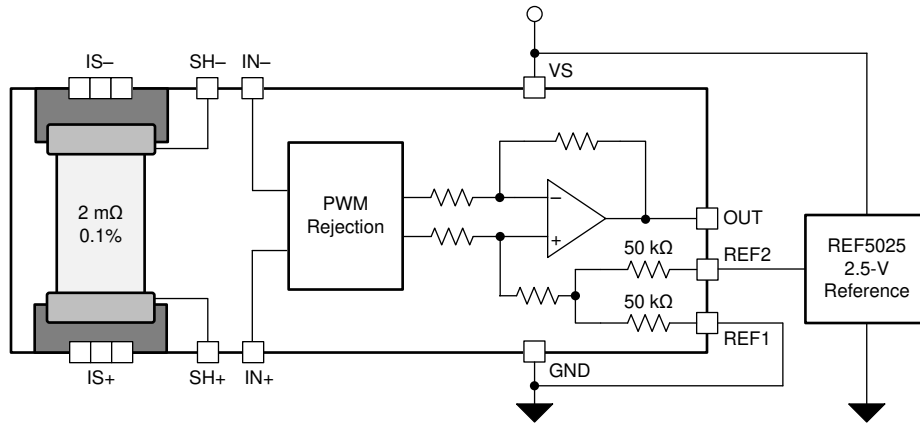 IS–
SH–
IN–
VS
2 mΩ
0.1%
PWM
Rejection
–
+
OUT
50 kΩ
REF2
50 kΩ
REF1
REF5025
2.5-V
Reference
GND
IS+
SH+
IN+